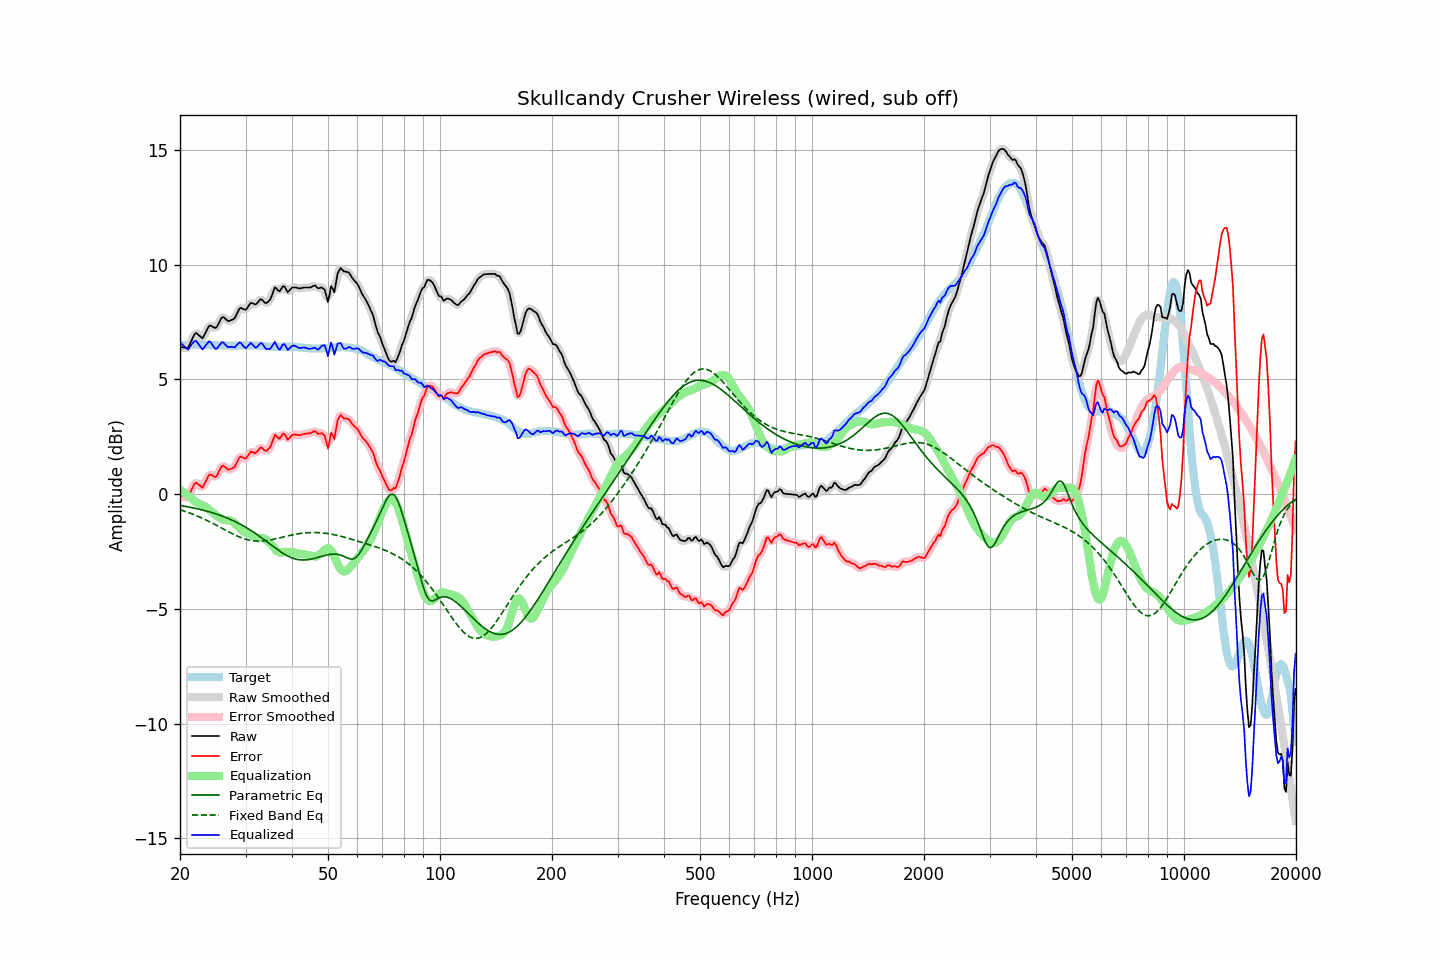 Skullcandy Crusher Wireless (wired, sub off)
15
10
5
0
−5
−10
−15
Amplitude (dBr)
Target
Raw Smoothed
Error Smoothed
Raw
Error
Equalization
Parametric Eq
Fixed Band Eq
Equalized
20 50 100 200 500 1000 2000 5000 10000 20000
Frequency (Hz)